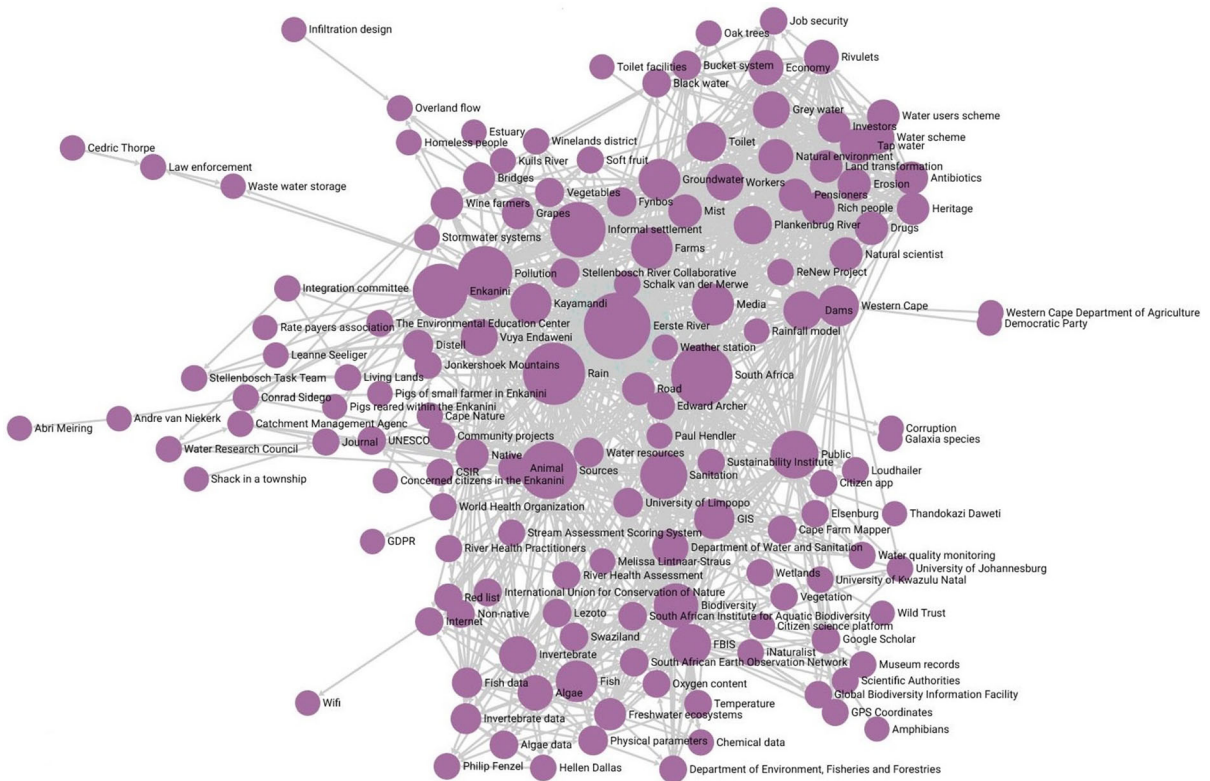 Job security
Infiltration design
Oak trees
Rivulets
Toilet facilities
Bucket system
Economy
Black water
Overland flow
Grey water
Water users scheme
Investors
Estuary
Homeless people
Winelands district
Toilet
Water scheme
Tap water
Cedric Thorpe
Kuils River
Soft fruit
Natural environment
Law enforcement
Land transformation
Bridges
Groundwater
Workers
Antibiotics
Waste water storage
Vegetables
Erosion
Pensioners
Wine farmers
Fynbos
Grapes
Mist
Rich people
Heritage
Informal settlement
Plankenbrug River
Drugs
Stormwater systems
Farms
Natural scientist
Pollution
Stellenbosch River Collaborative
ReNew Project
Schalk van der Merwe
Integration committee
Enkanini
Kayamandi
Media
Dams
Western Cape
Western Cape Department of Agriculture
Democratic Party
Rate payers association
The Environmental Education Center
Eerste River
Rainfall model
Vuya Endaweni
Distell
Weather station
Leanne Seeliger
Jonkershoek Mountains
Rain
South Africa
Stellenbosch Task Team
Living Lands
Road
Pigs of small farmer in Enkanini
Conrad Sidego
Pigs reared within the Enkanini
Edward Archer
Cape Nature
Andre van Niekerk
Catchment Management Agenc
Abri Meiring
Corruption
Galaxia species
Journal
UNESCO
Community projects
Paul Hendler
Water Research Council
Native
Water resources
Public
Sustainability Institute
Animal
Sources
Sanitation
Loudhailer
CSIR
Shack in a township
Concerned citizens in the Enkanini
Citizen app
World Health Organization
University of Limpopo
Elsenburg
Thandokazi Daweti
GIS
Cape Farm Mapper
Stream Assessment Scoring System
GDPR
River Health Practitioners
Department of Water and Sanitation
Water quality monitoring
Melissa Lintnaar-Straus
University of Johannesburg
River Health Assessment
Wetlands
University of Kwazulu Natal
International Union for Conservation of Nature
Red list
Vegetation
Biodiversity
Non-native
Lezoto
South African Institute for Aquatic Biodiversity
Wild Trust
Internet
Citizen science platform
Swaziland
FBIS
Google Scholar
Invertebrate
iNaturalist
South African Earth Observation Network
Museum records
Fish data
Fish
Oxygen content
Scientific Authorities
Algae
Global Biodiversity Information Facility
Wifi
Temperature
Invertebrate data
Freshwater ecosystems
GPS Coordinates
Amphibians
Algae data
Physical parameters
Chemical data
Philip Fenzel
Hellen Dallas
Department of Environment, Fisheries and Forestries